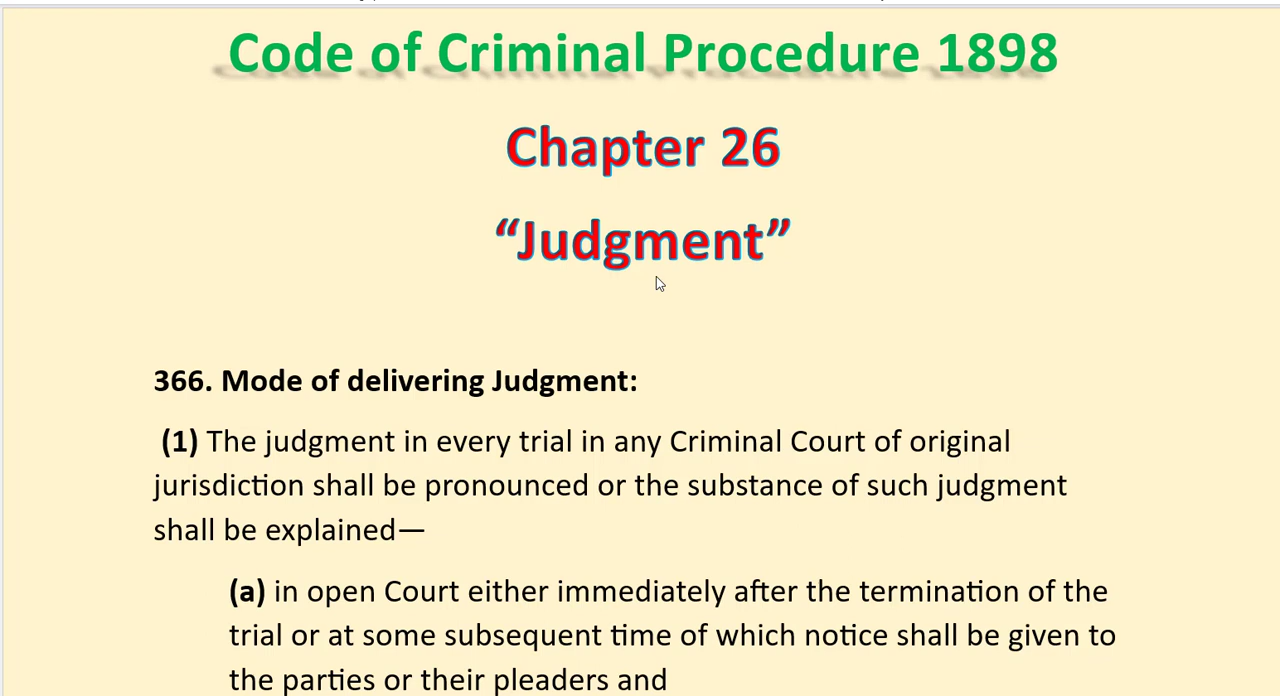 Code of Criminal Procedure 1898
Chapter 26
“Judgment”
366. Mode of delivering Judgment:
(1) The judgment in every trial in any Criminal Court of original
jurisdiction shall be pronounced or the substance of such judgment
shall be explained—
(a) in open Court either immediately after the termination of the
trial or at some subsequent time of which notice shall be given to
the parties or their pleaders and